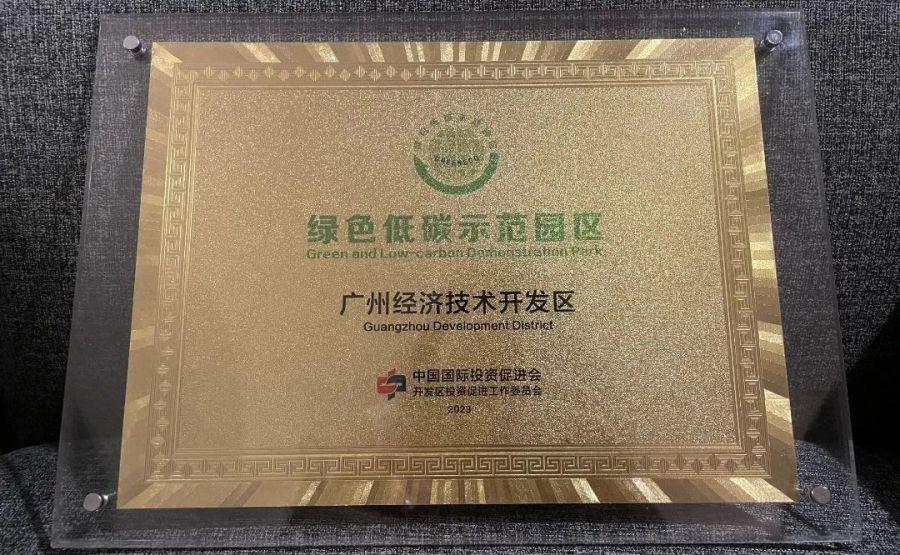 绿色低碳示范园区
Green and Low-carbon Demonstration Park
广州经济技术开发区
Guangzhou Development District
中国国际投资促进会
开发区投资促进工作委员会
2023